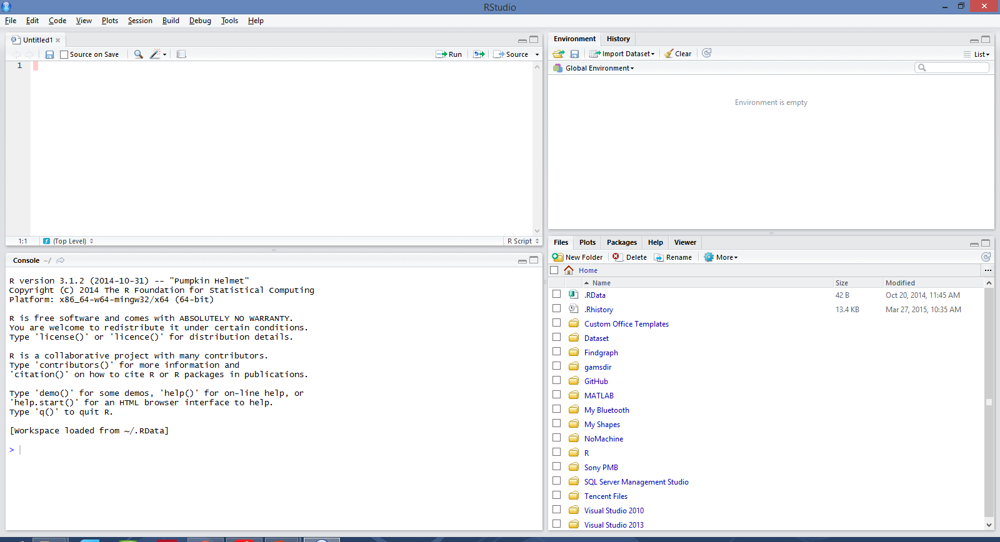 RStudio
File Edit Code View Plots Session Build Debug Tools Help
Untitled1
Source on Save Run Source
1
1:1 (Top Level) R Script
Console ~/
R version 3.1.2 (2014-10-31) -- "Pumpkin Helmet"
Copyright (C) 2014 The R Foundation for Statistical Computing
Platform: x86_64-w64-mingw32/x64 (64-bit)
R is free software and comes with ABSOLUTELY NO WARRANTY.
You are welcome to redistribute it under certain conditions.
Type 'license()' or 'licence()' for distribution details.
R is a collaborative project with many contributors.
Type 'contributors()' for more information and
'citation()' on how to cite R or R packages in publications.
Type 'demo()' for some demos, 'help()' for on-line help, or
'help.start()' for an HTML browser interface to help.
Type 'q()' to quit R.
[Workspace loaded from ~/.RData]
>
Environment History
Import Dataset Clear List
Global Environment
Environment is empty
Files Plots Packages Help Viewer
New Folder Delete Rename More
Home ...
Name Size Modified
.RData 42 B Oct 20, 2014, 11:45 AM
.Rhistory 13.4 KB Mar 27, 2015, 10:35 AM
Custom Office Templates
Dataset
Findgraph
gamsdir
GitHub
MATLAB
My Bluetooth
My Shapes
NoMachine
R
Sony PMB
SQL Server Management Studio
Tencent Files
Visual Studio 2010
Visual Studio 2013